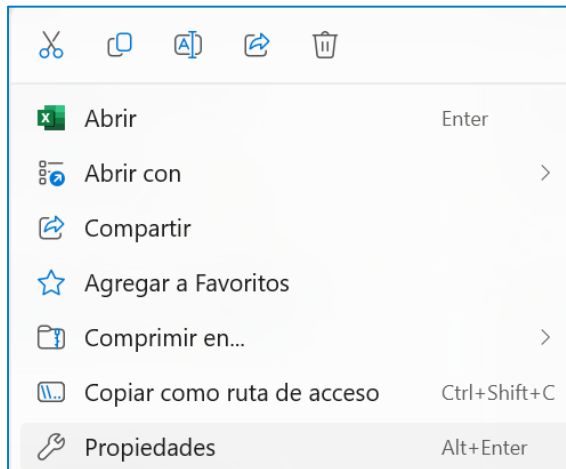 Abrir Enter
Abrir con
Compartir
Agregar a Favoritos
Comprimir en...
Copiar como ruta de acceso Ctrl+Shift+C
Propiedades Alt+Enter